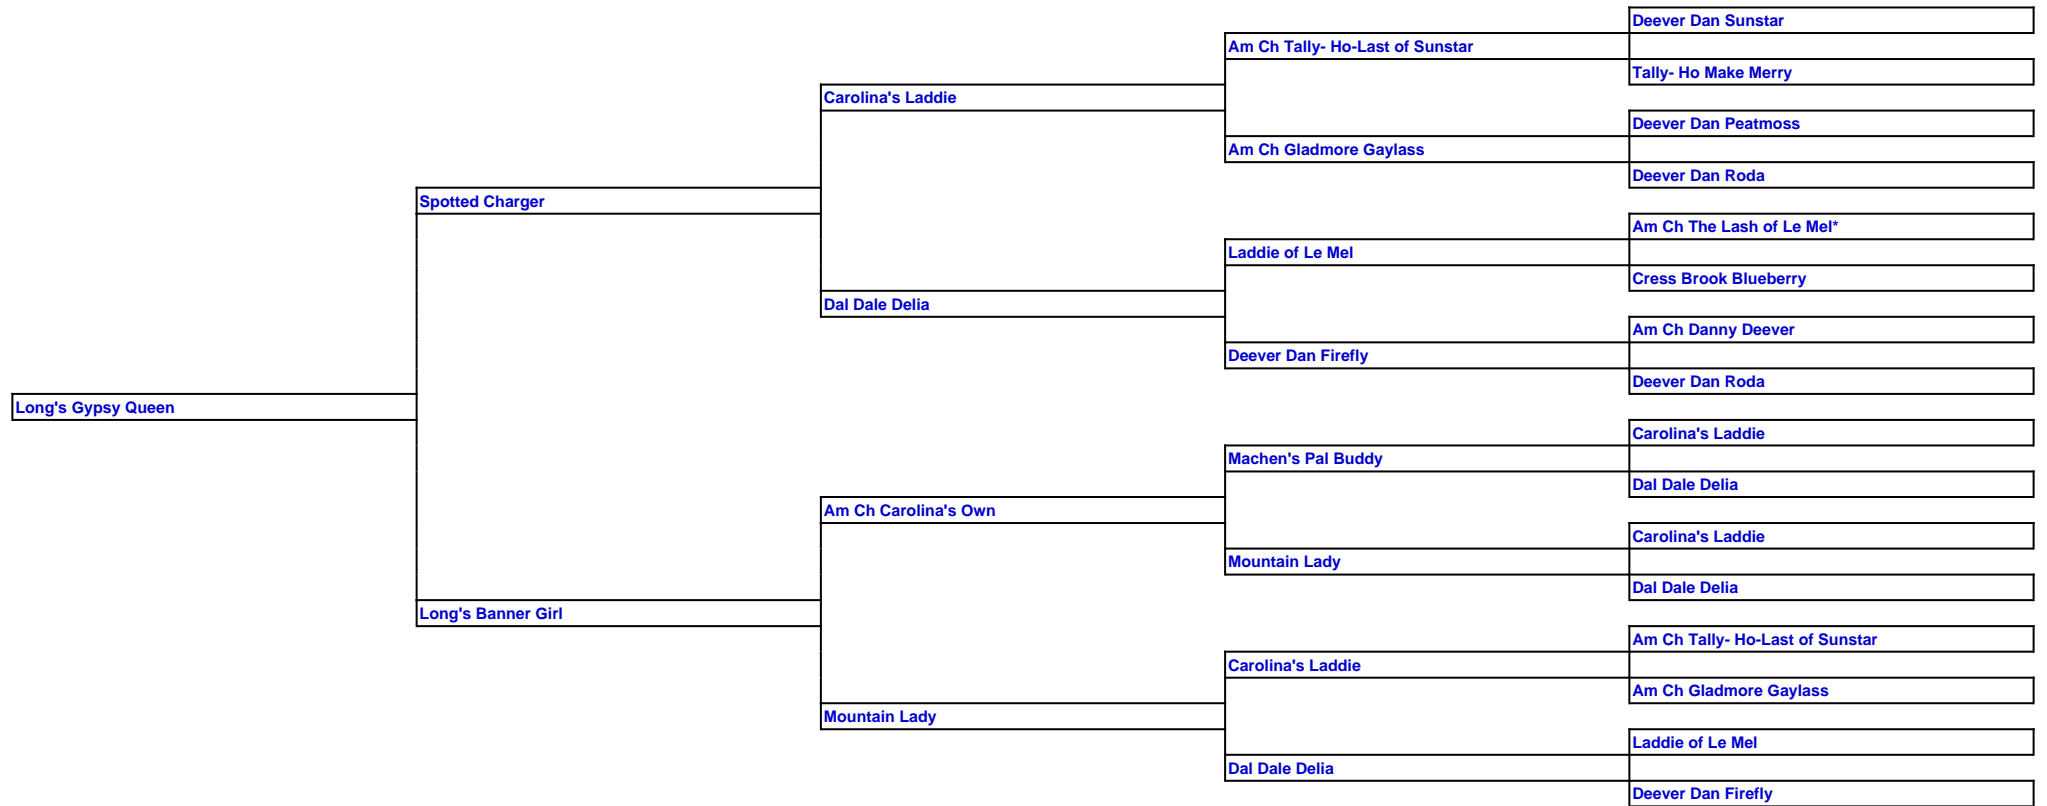 Deever Dan Sunstar
Am Ch Tally- Ho-Last of Sunstar
Tally- Ho Make Merry
Carolina's Laddie
Deever Dan Peatmoss
Am Ch Gladmore Gaylass
Deever Dan Roda
Spotted Charger
Am Ch The Lash of Le Mel*
Laddie of Le Mel
Cress Brook Blueberry
Dal Dale Delia
Am Ch Danny Deever
Deever Dan Firefly
Deever Dan Roda
Long's Gypsy Queen
Carolina's Laddie
Machen's Pal Buddy
Dal Dale Delia
Am Ch Carolina's Own
Carolina's Laddie
Mountain Lady
Dal Dale Delia
Long's Banner Girl
Am Ch Tally- Ho-Last of Sunstar
Carolina's Laddie
Am Ch Gladmore Gaylass
Mountain Lady
Laddie of Le Mel
Dal Dale Delia
Deever Dan Firefly